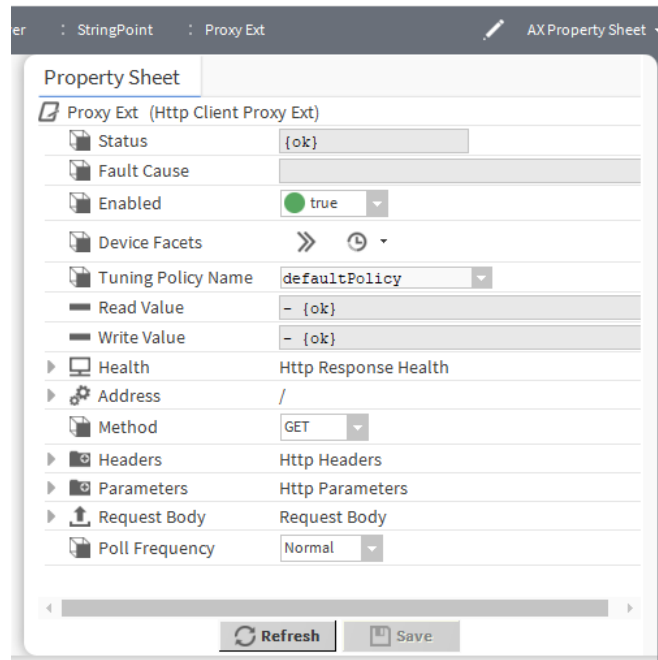 er : StringPoint : Proxy Ext AX Property Sheet
Property Sheet
Proxy Ext (Http Client Proxy Ext)
Status {ok}
Fault Cause
Enabled true
Device Facets
Tuning Policy Name defaultPolicy
Read Value – {ok}
Write Value – {ok}
Health Http Response Health
Address /
Method GET
Headers Http Headers
Parameters Http Parameters
Request Body Request Body
Poll Frequency Normal
Refresh Save